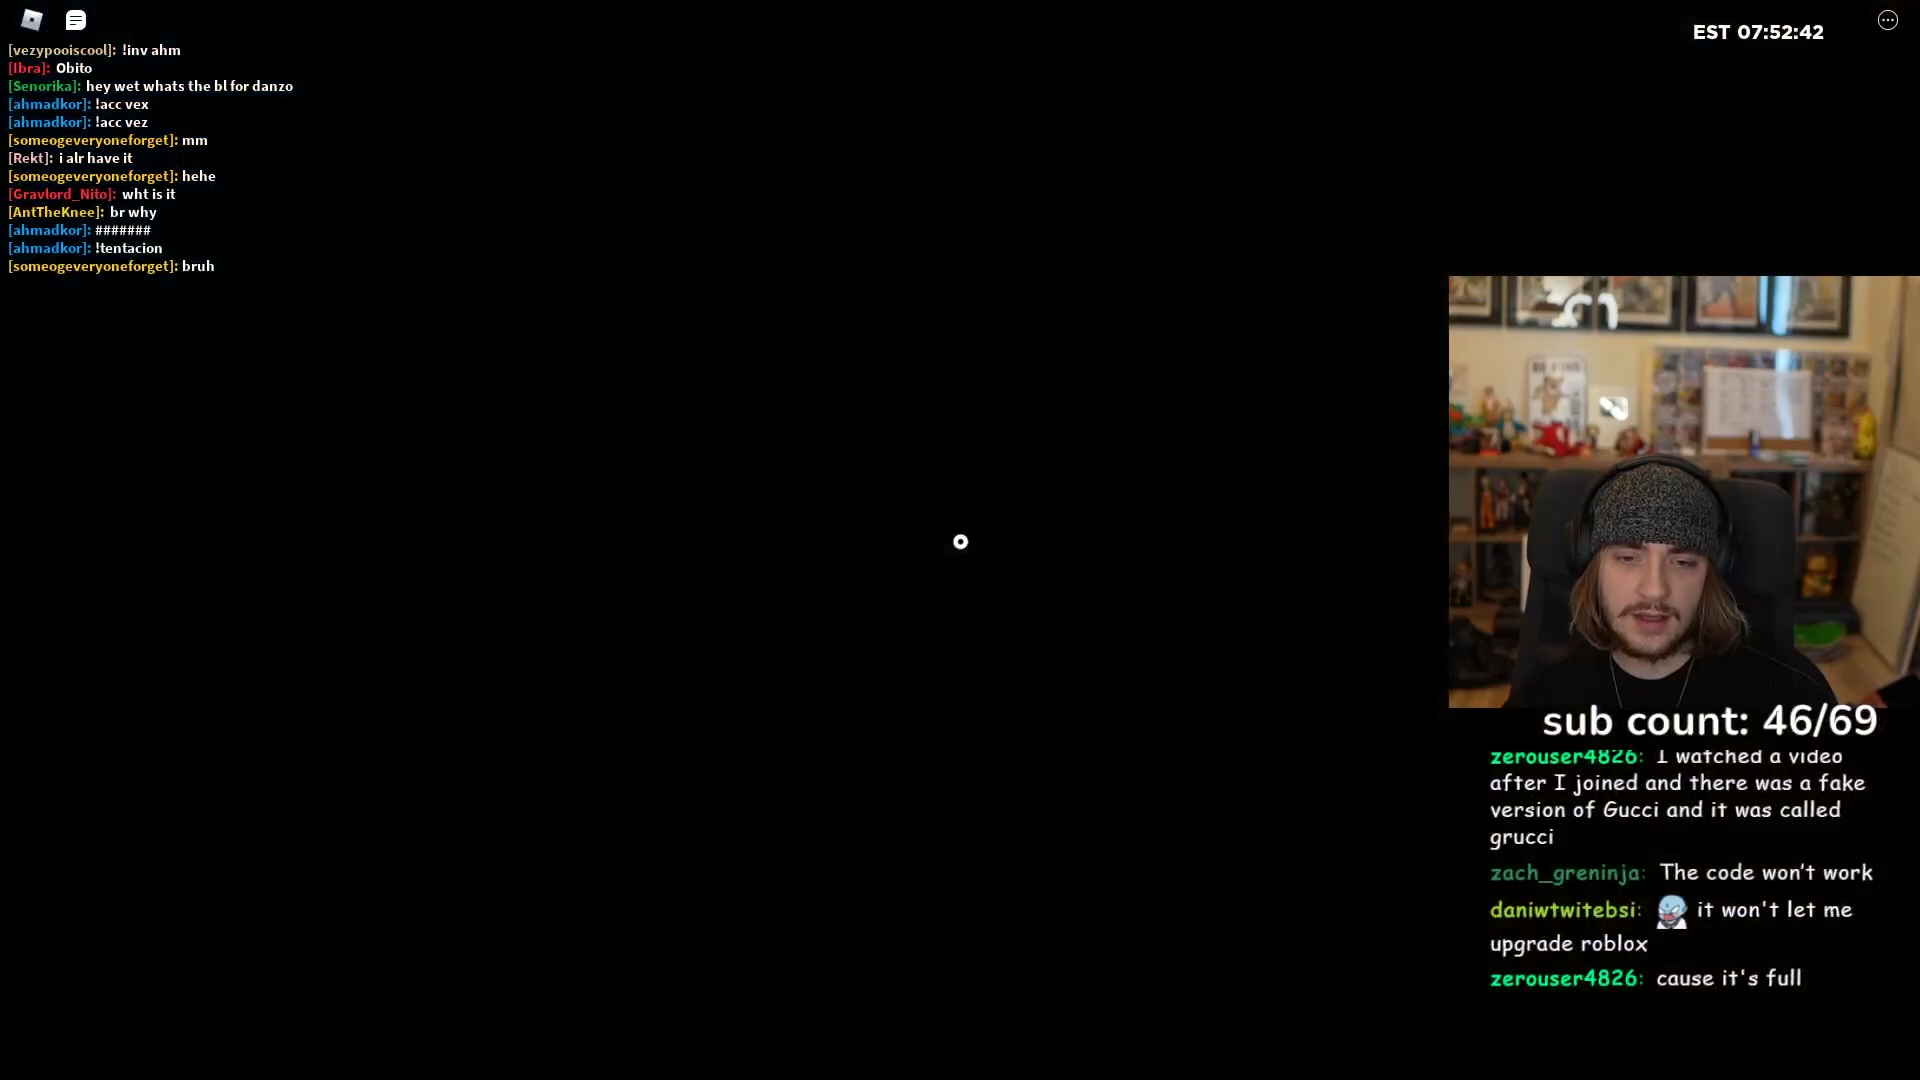 EST 07:52:42
[vezypooiscool]: !inv ahm
[Ibra]: Obito
[Senorika]: hey wet whats the bl for danzo
[ahmadkor]: !acc vex
[ahmadkor]: !acc vez
[someogeveryoneforget]: mm
[Rekt]: i alr have it
[someogeveryoneforget]: hehe
[Gravlord_Nito]: wht is it
[AntTheKnee]: br why
[ahmadkor]: #######
[ahmadkor]: !tentacion
[someogeveryoneforget]: bruh
sub count: 46/69
zerouser4826: I watched a video
after I joined and there was a fake
version of Gucci and it was called
grucci
zach_greninja: The code won't work
daniwtwitebsi: it won't let me
upgrade roblox
zerouser4826: cause it's full